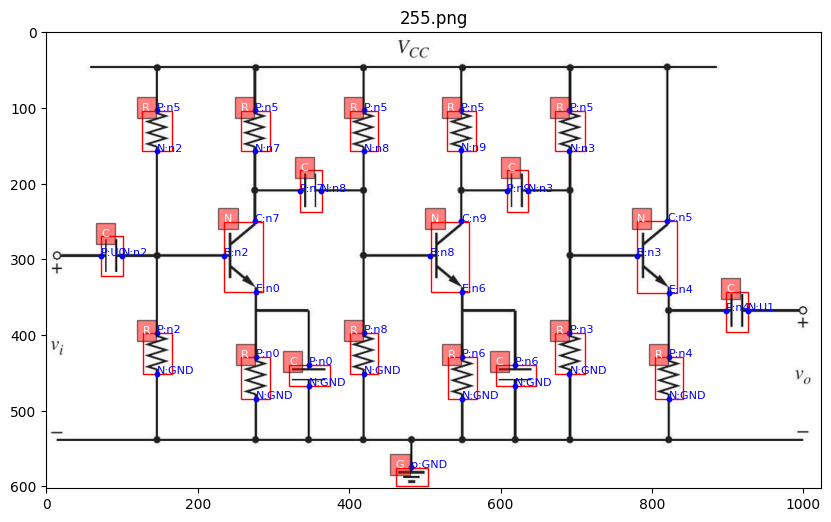 255.png
0
100
200
300
400
500
600
0
200
400
600
800
1000
V_CC
R P:n5
R P:n5
R P:n5
R P:n5
R P:n5
N:n2
N:n7
N:n8
N:n9
N:n3
C P:n7 N:n8
C P:n9 N:n3
N C:n7
N C:n9
N C:n5
C P:U0 N:n2
B:n2
B:n8
B:n3
+
E:n0
E:n6
E:n4
C P:n4 N:U1
+
v_i
R P:n2
R P:n8
R P:n3
R P:n0
C P:n0
R P:n6
C P:n6
R P:n4
N:GND
N:GND
N:GND
N:GND
N:GND
N:GND
N:GND
N:GND
v_o
−
−
G p:GND